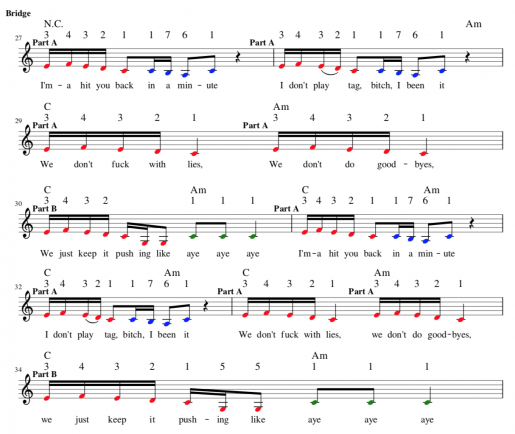 Bridge
N.C. Am
3 4 3 2 1 1 7 6 1 3 4 3 2 1 1 7 6 1
27 Part A Part A
I'm - a hit you back in a min - ute I don't play tag, bitch, I been it
C Am
3 4 3 2 1 3 4 3 2 1
29 Part A Part A
We don't fuck with lies, We don't do good - byes,
C Am C Am
3 4 3 2 1 1 1 3 4 3 2 1 1 7 6 1
30 Part B Part A
We just keep it push ing like aye aye aye I'm-a hit you back in a min - ute
C Am C Am
3 4 3 2 1 1 7 6 1 3 4 3 2 1 3 4 3 2 1
32 Part A Part A Part A
I don't play tag, bitch, I been it We don't fuck with lies, we don't do good-byes,
C Am
3 4 3 2 1 5 5 1 1 1
34 Part B
we just keep it push - ing like aye aye aye